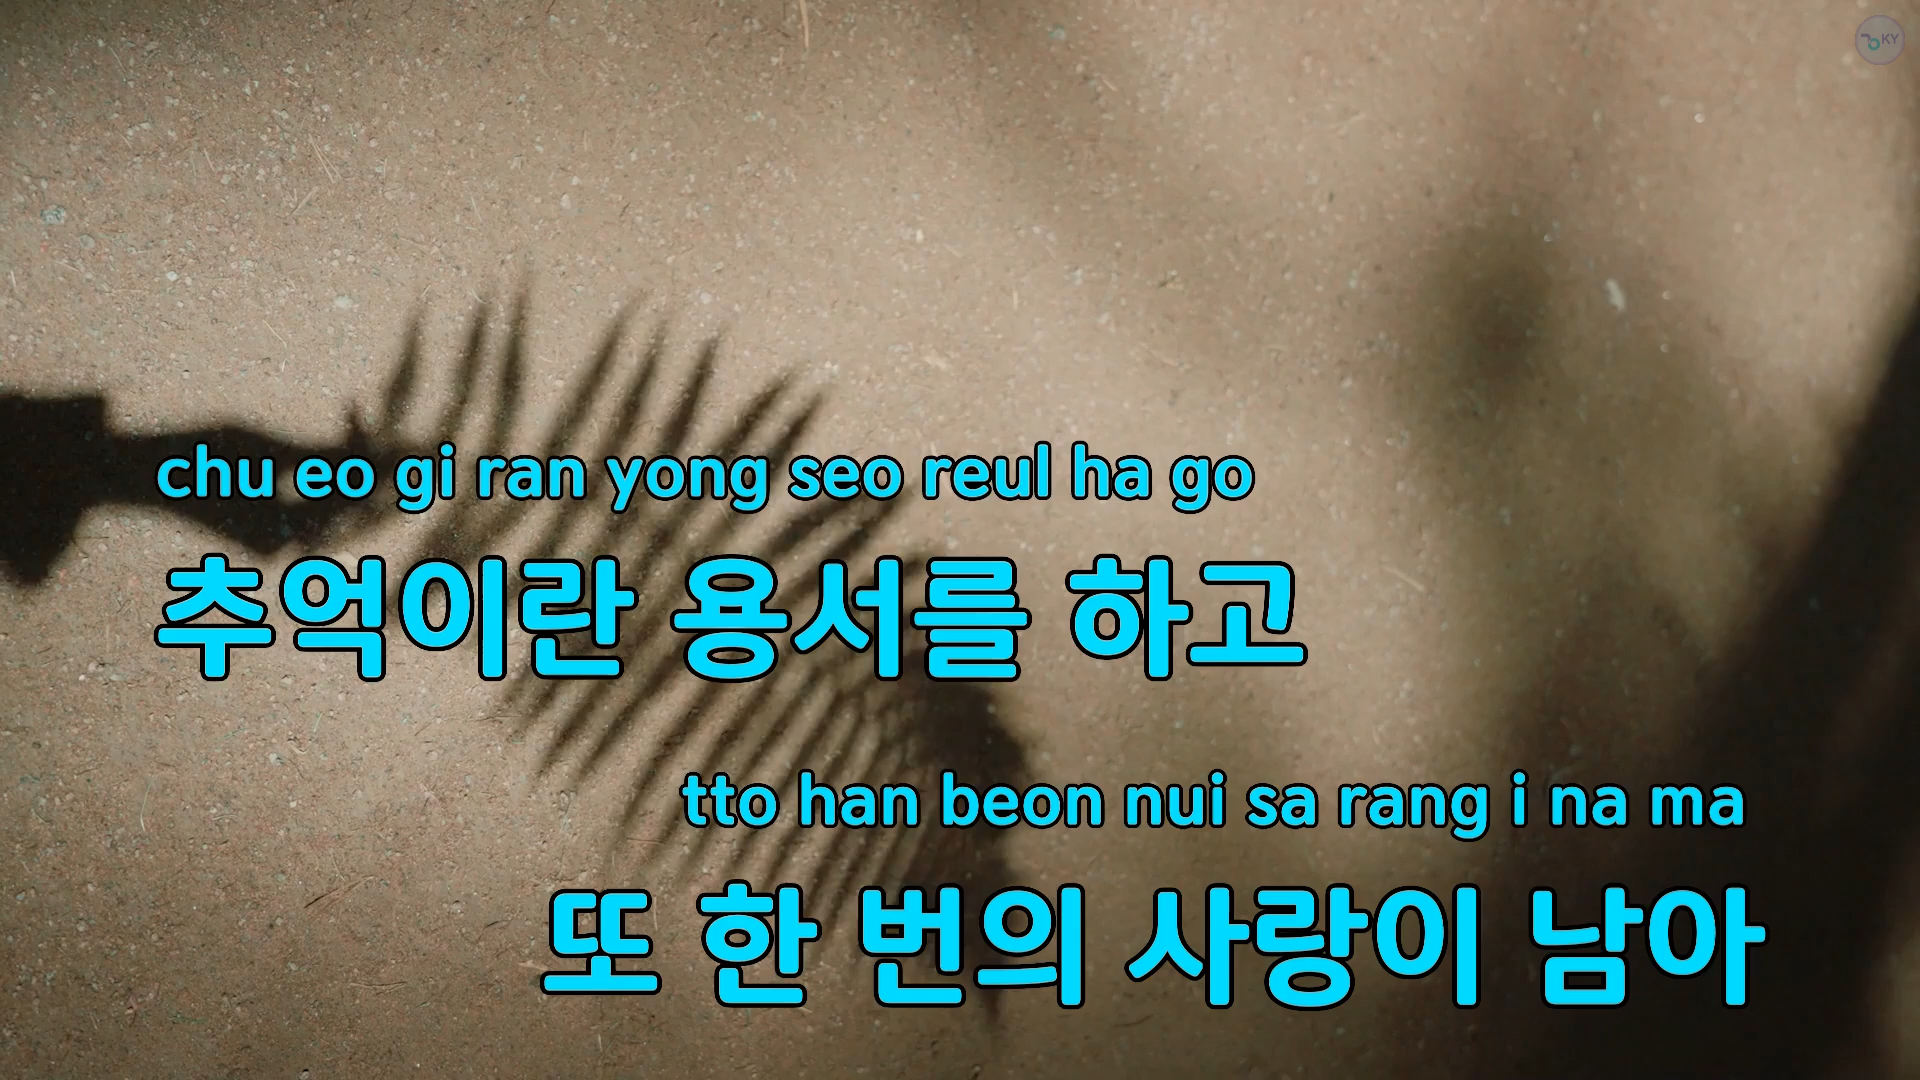 KY
chu eo gi ran yong seo reul ha go
추억이란 용서를 하고
tto han beon nui sa rang i na ma
또 한 번의 사랑이 남아